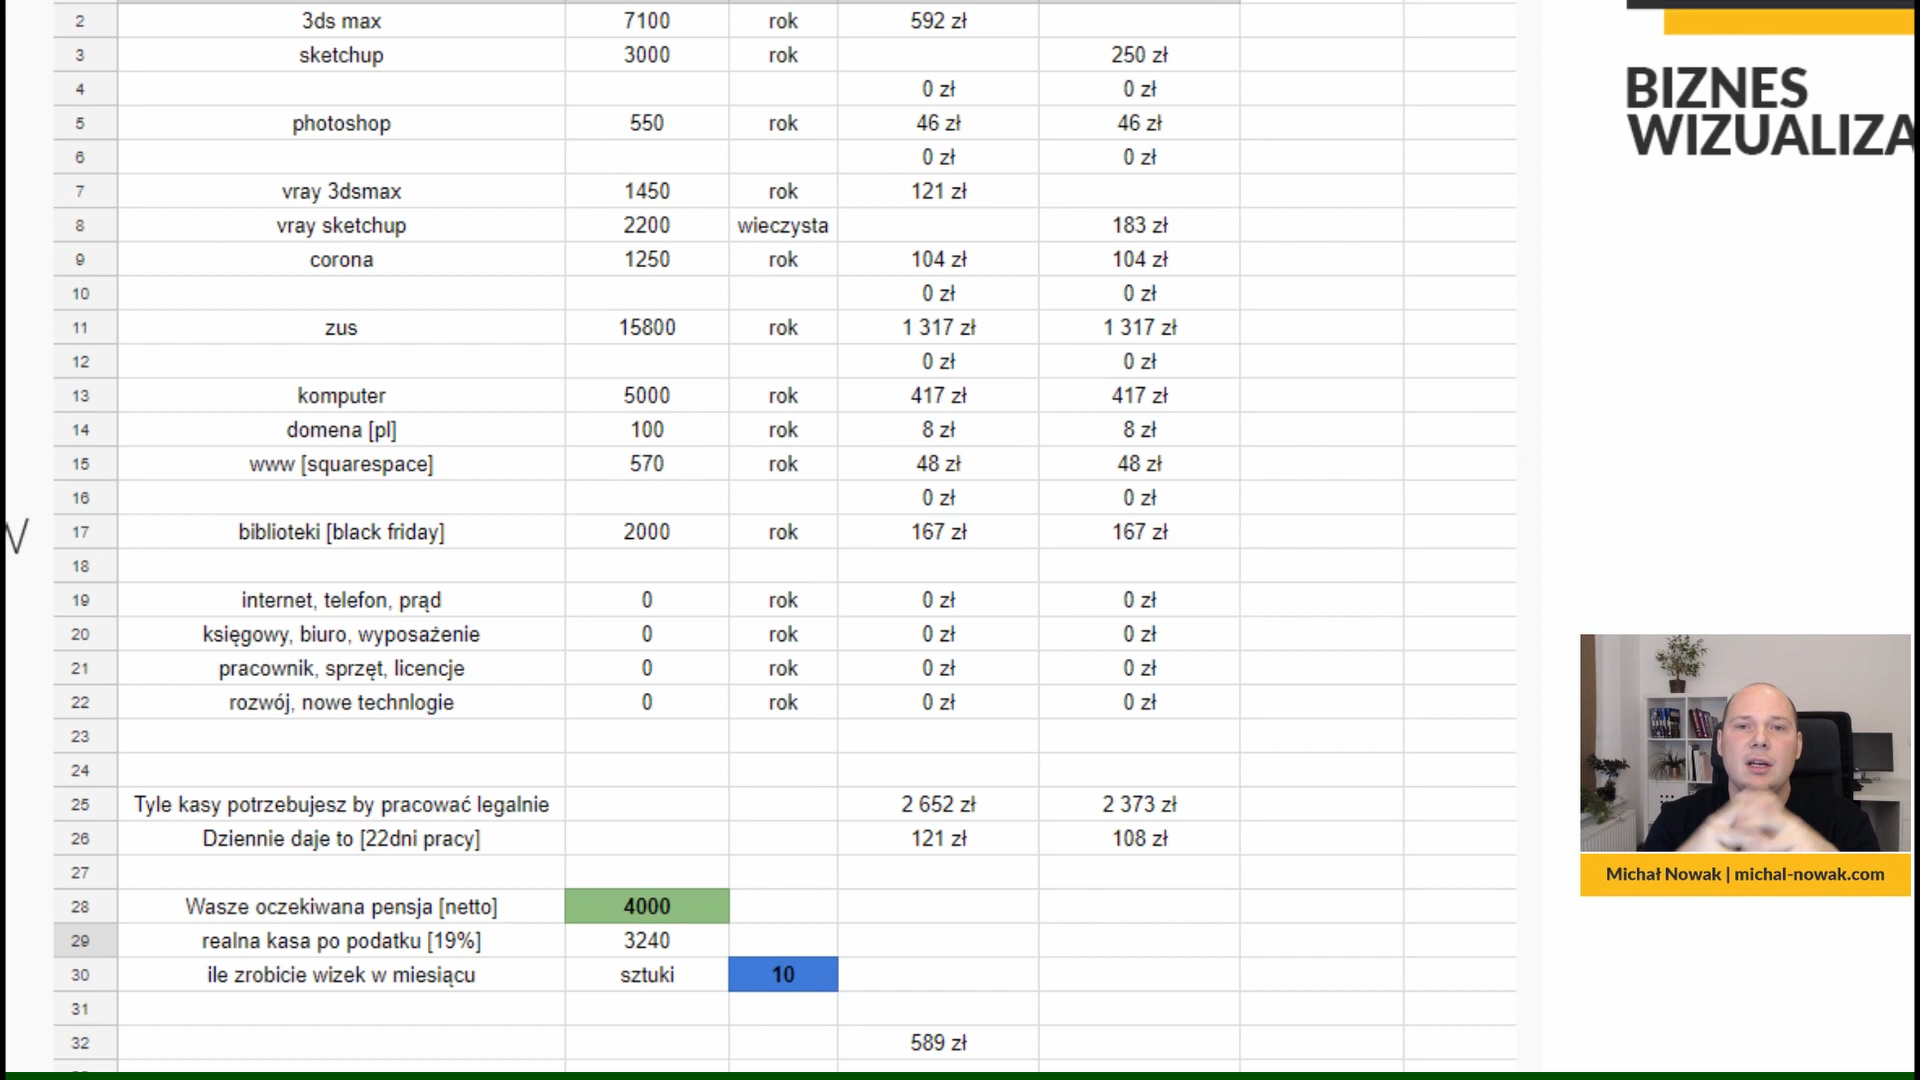 2 3ds max 7100 rok 592 zł
3 sketchup 3000 rok 250 zł
4 0 zł 0 zł
5 photoshop 550 rok 46 zł 46 zł
6 0 zł 0 zł
7 vray 3dsmax 1450 rok 121 zł
8 vray sketchup 2200 wieczysta 183 zł
9 corona 1250 rok 104 zł 104 zł
10 0 zł 0 zł
11 zus 15800 rok 1 317 zł 1 317 zł
12 0 zł 0 zł
13 komputer 5000 rok 417 zł 417 zł
14 domena [pl] 100 rok 8 zł 8 zł
15 www [squarespace] 570 rok 48 zł 48 zł
16 0 zł 0 zł
17 biblioteki [black friday] 2000 rok 167 zł 167 zł
18
19 internet, telefon, prąd 0 rok 0 zł 0 zł
20 księgowy, biuro, wyposażenie 0 rok 0 zł 0 zł
21 pracownik, sprzęt, licencje 0 rok 0 zł 0 zł
22 rozwój, nowe technlogie 0 rok 0 zł 0 zł
23
24
25 Tyle kasy potrzebujesz by pracować legalnie 2 652 zł 2 373 zł
26 Dziennie daje to [22dni pracy] 121 zł 108 zł
27
28 Wasze oczekiwana pensja [netto] 4000
29 realna kasa po podatku [19%] 3240
30 ile zrobicie wizek w miesiącu sztuki 10
31
32 589 zł
BIZNES
WIZUALIZA
Michał Nowak | michal-nowak.com